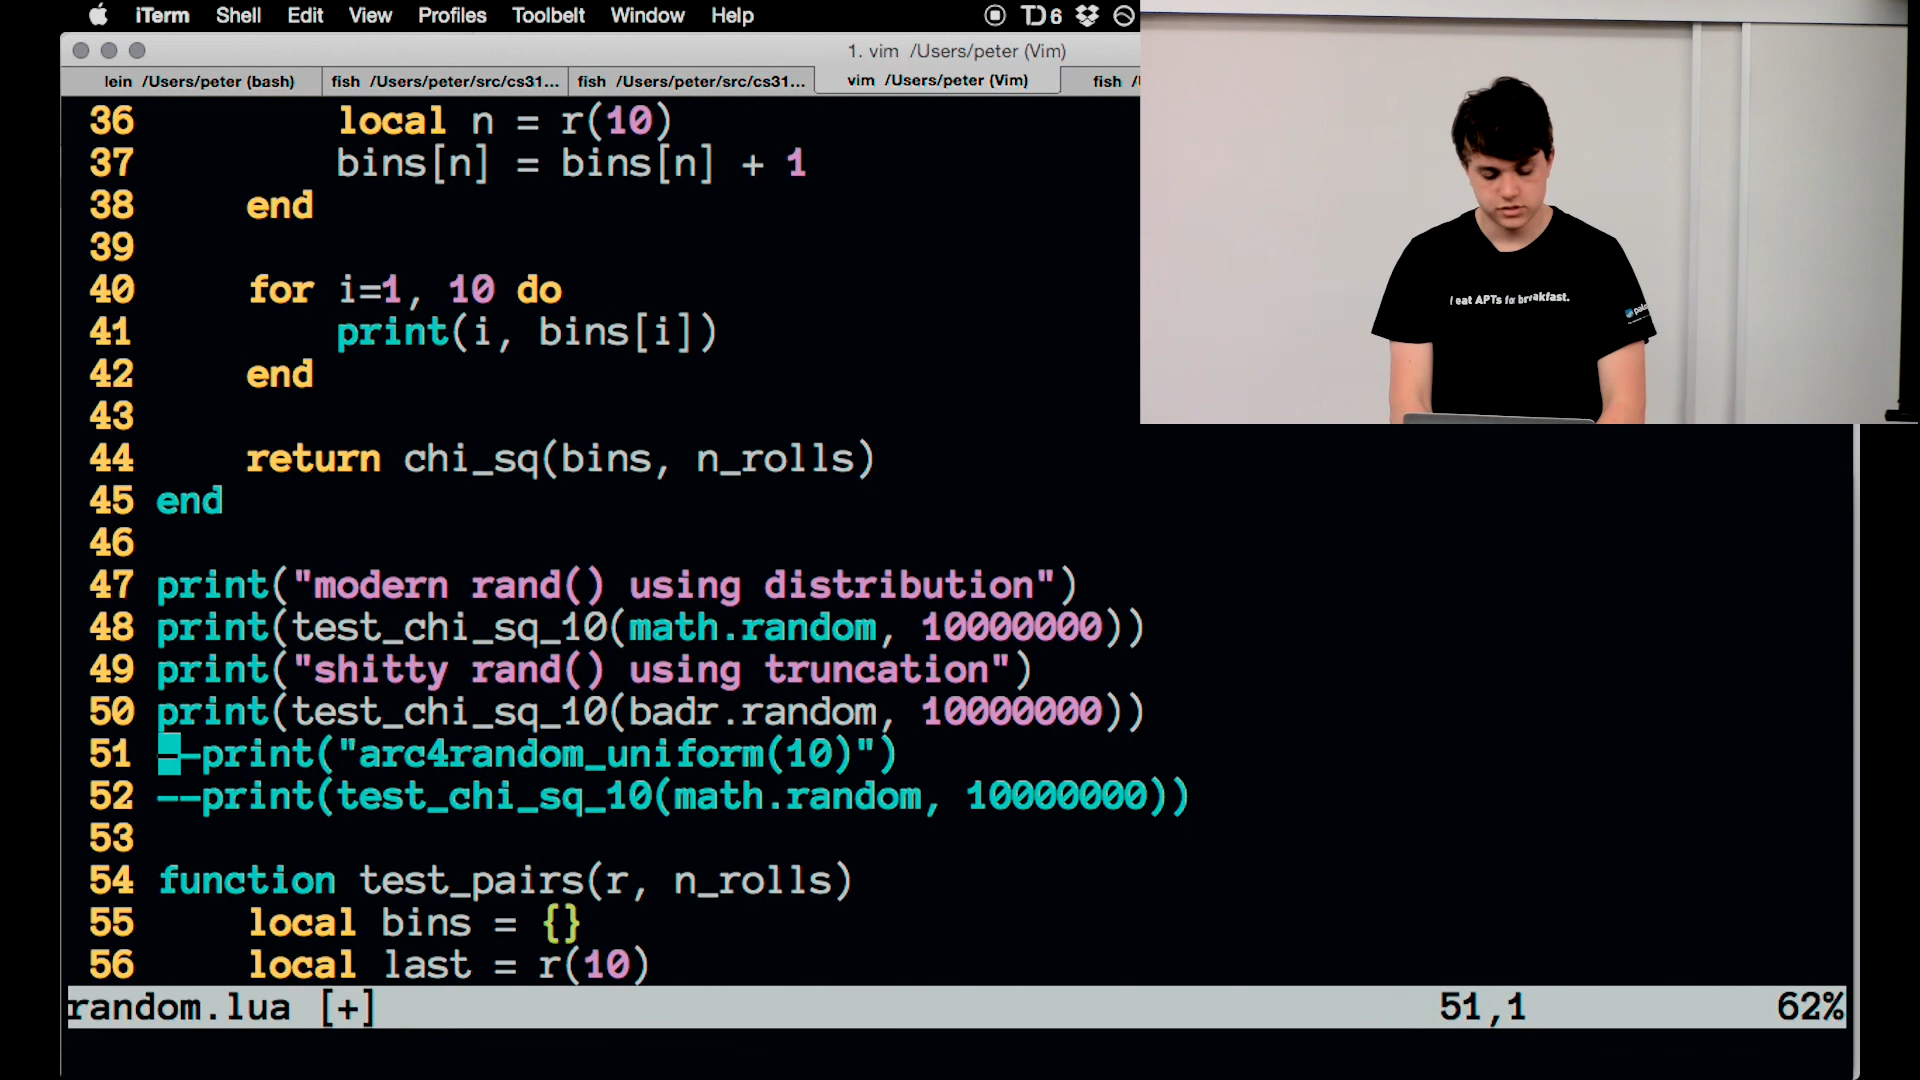 iTerm Shell Edit View Profiles Toolbelt Window Help 6
1. vim /Users/peter (Vim)
lein /Users/peter (bash) fish /Users/peter/src/cs31... fish /Users/peter/src/cs31... vim /Users/peter (Vim) fish
36 local n = r(10)
37 bins[n] = bins[n] + 1
38 end
39
40 for i=1, 10 do
41 print(i, bins[i])
42 end
43
44 return chi_sq(bins, n_rolls)
45 end
46
47 print("modern rand() using distribution")
48 print(test_chi_sq_10(math.random, 10000000))
49 print("shitty rand() using truncation")
50 print(test_chi_sq_10(badr.random, 10000000))
51 --print("arc4random_uniform(10)")
52 --print(test_chi_sq_10(math.random, 10000000))
53
54 function test_pairs(r, n_rolls)
55 local bins = {}
56 local last = r(10)
random.lua [+] 51,1 62%
I eat APTs for breakfast.